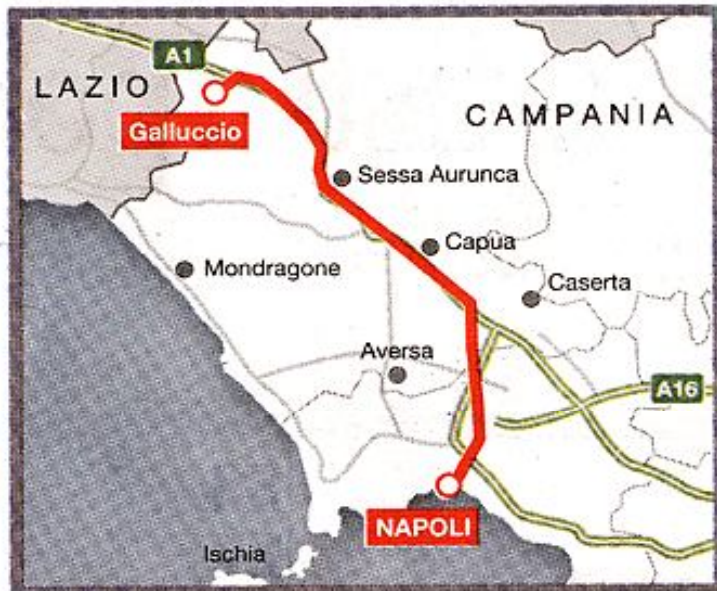 A1
LAZIO
Galluccio
CAMPANIA
Sessa Aurunca
Capua
Mondragone
Caserta
Aversa
A16
NAPOLI
Ischia